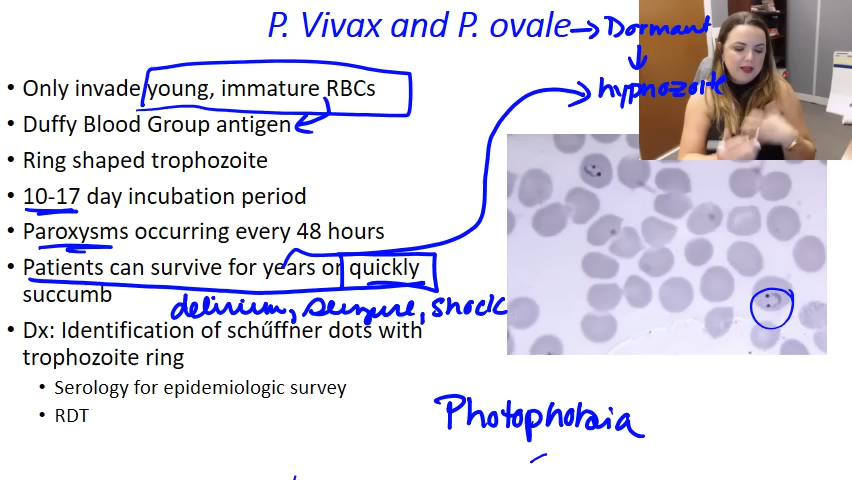 P. Vivax and P. ovale → Dormant
↓
hypnozoite
• Only invade young, immature RBCs
• Duffy Blood Group antigen
• Ring shaped trophozoite
• 10-17 day incubation period
• Paroxysms occurring every 48 hours
• Patients can survive for years or quickly
succumb
delirium, seizure, shock
• Dx: Identification of schűffner dots with
trophozoite ring
• Serology for epidemiologic survey
• RDT
Photophobia